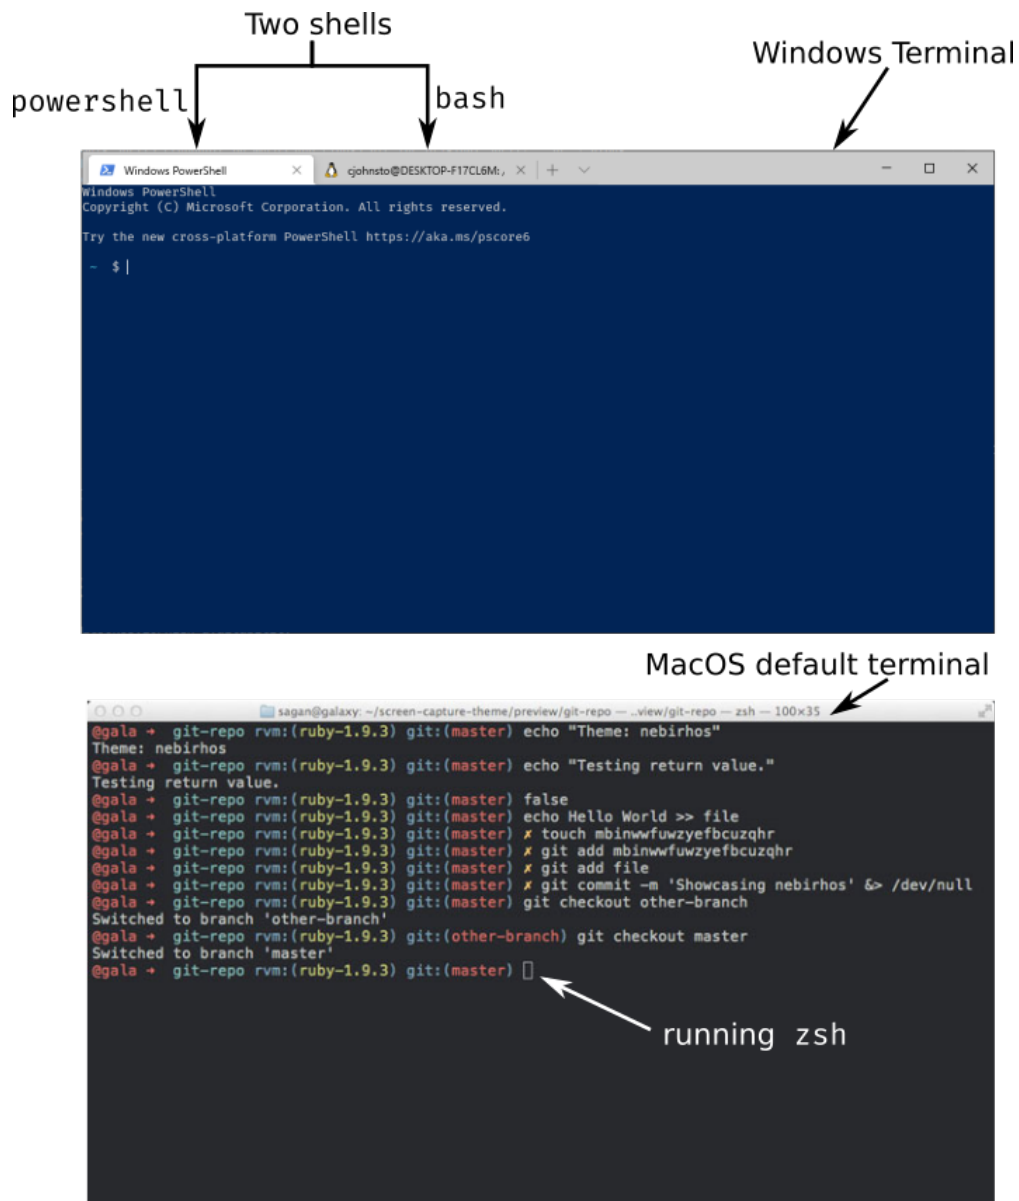 Two shells
Windows Terminal
powershell
bash
Windows PowerShell
cjohnsto@DESKTOP-F17CL6M: /
Windows PowerShell
Copyright (C) Microsoft Corporation. All rights reserved.
Try the new cross-platform PowerShell https://aka.ms/pscore6
~ $
MacOS default terminal
sagan@galaxy: ~/screen-capture-theme/preview/git-repo — ..view/git-repo — zsh — 100×35
@gala → git-repo rvm:(ruby-1.9.3) git:(master) echo "Theme: nebirhos"
Theme: nebirhos
@gala → git-repo rvm:(ruby-1.9.3) git:(master) echo "Testing return value."
Testing return value.
@gala → git-repo rvm:(ruby-1.9.3) git:(master) false
@gala → git-repo rvm:(ruby-1.9.3) git:(master) echo Hello World >> file
@gala → git-repo rvm:(ruby-1.9.3) git:(master) ✗ touch mbinwwfuwzyefbcuzqhr
@gala → git-repo rvm:(ruby-1.9.3) git:(master) ✗ git add mbinwwfuwzyefbcuzqhr
@gala → git-repo rvm:(ruby-1.9.3) git:(master) ✗ git add file
@gala → git-repo rvm:(ruby-1.9.3) git:(master) ✗ git commit -m 'Showcasing nebirhos' &> /dev/null
@gala → git-repo rvm:(ruby-1.9.3) git:(master) git checkout other-branch
Switched to branch 'other-branch'
@gala → git-repo rvm:(ruby-1.9.3) git:(other-branch) git checkout master
Switched to branch 'master'
@gala → git-repo rvm:(ruby-1.9.3) git:(master)
running zsh